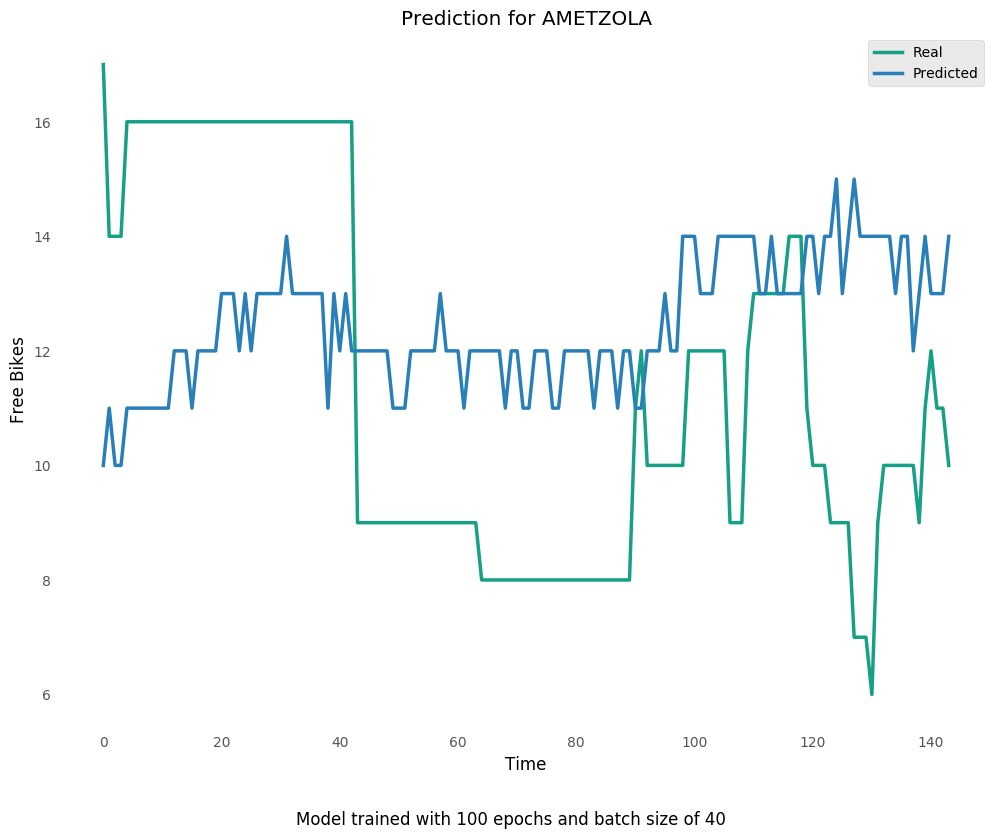 Prediction for AMETZOLA
Real
Predicted
Free Bikes
16
14
12
10
8
6
0 20 40 60 80 100 120 140
Time
Model trained with 100 epochs and batch size of 40